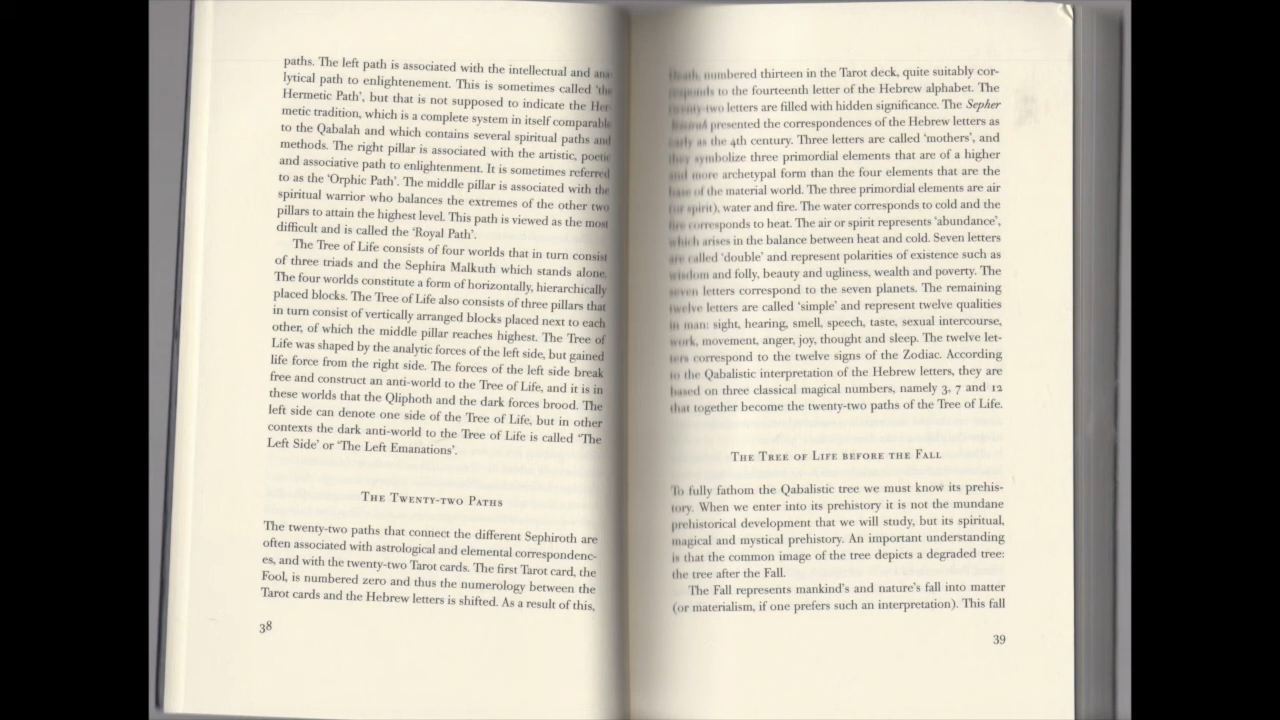 paths. The left path is associated with the intellectual and ana-
lytical path to enlightenement. This is sometimes called ‘the
Hermetic Path’, but that is not supposed to indicate the Her-
metic tradition, which is a complete system in itself comparable
to the Qabalah and which contains several spiritual paths and
methods. The right pillar is associated with the artistic, poetic
and associative path to enlightenment. It is sometimes referred
to as the ‘Orphic Path’. The middle pillar is associated with the
spiritual warrior who balances the extremes of the other two
pillars to attain the highest level. This path is viewed as the most
difficult and is called the ‘Royal Path’.
The Tree of Life consists of four worlds that in turn consist
of three triads and the Sephira Malkuth which stands alone.
The four worlds constitute a form of horizontally, hierarchically
placed blocks. The Tree of Life also consists of three pillars that
in turn consist of vertically arranged blocks placed next to each
other, of which the middle pillar reaches highest. The Tree of
Life was shaped by the analytic forces of the left side, but gained
life force from the right side. The forces of the left side break
free and construct an anti-world to the Tree of Life, and it is in
these worlds that the Qliphoth and the dark forces brood. The
left side can denote one side of the Tree of Life, but in other
contexts the dark anti-world to the Tree of Life is called ‘The
Left Side’ or ‘The Left Emanations’.
The Twenty-two Paths
The twenty-two paths that connect the different Sephiroth are
often associated with astrological and elemental correspondenc-
es, and with the twenty-two Tarot cards. The first Tarot card, the
Fool, is numbered zero and thus the numerology between the
Tarot cards and the Hebrew letters is shifted. As a result of this,
38
Death, numbered thirteen in the Tarot deck, quite suitably cor-
responds to the fourteenth letter of the Hebrew alphabet. The
twenty-two letters are filled with hidden significance. The Sepher
presented the correspondences of the Hebrew letters as
early as the 4th century. Three letters are called ‘mothers’, and
they symbolize three primordial elements that are of a higher
and more archetypal form than the four elements that are the
base of the material world. The three primordial elements are air
(or spirit), water and fire. The water corresponds to cold and the
fire corresponds to heat. The air or spirit represents ‘abundance’,
which arises in the balance between heat and cold. Seven letters
are called ‘double’ and represent polarities of existence such as
wisdom and folly, beauty and ugliness, wealth and poverty. The
seven letters correspond to the seven planets. The remaining
twelve letters are called ‘simple’ and represent twelve qualities
in man: sight, hearing, smell, speech, taste, sexual intercourse,
work, movement, anger, joy, thought and sleep. The twelve let-
ters correspond to the twelve signs of the Zodiac. According
to the Qabalistic interpretation of the Hebrew letters, they are
based on three classical magical numbers, namely 3, 7 and 12
that together become the twenty-two paths of the Tree of Life.
The Tree of Life before the Fall
To fully fathom the Qabalistic tree we must know its prehis-
tory. When we enter into its prehistory it is not the mundane
prehistorical development that we will study, but its spiritual,
magical and mystical prehistory. An important understanding
is that the common image of the tree depicts a degraded tree:
the tree after the Fall.
The Fall represents mankind’s and nature’s fall into matter
(or materialism, if one prefers such an interpretation). This fall
39